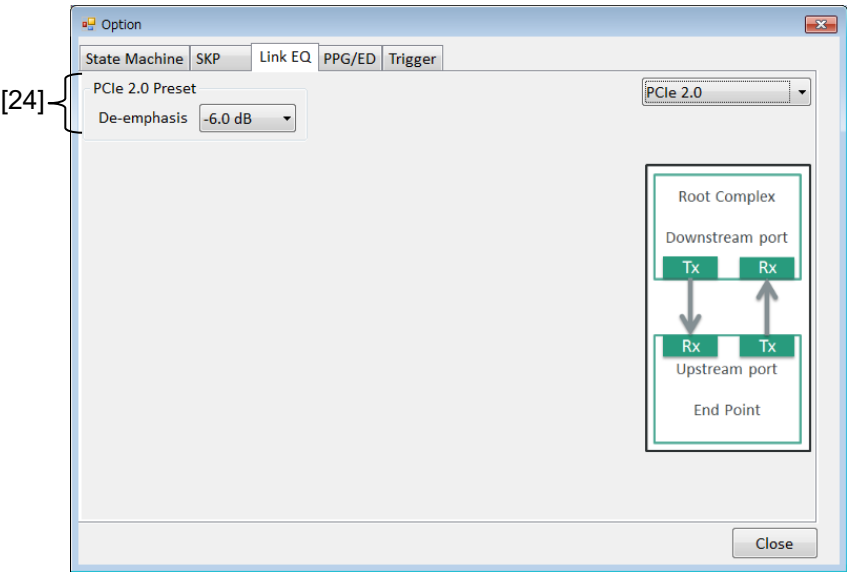 Option
State Machine SKP Link EQ PPG/ED Trigger
[24]
PCIe 2.0 Preset
De-emphasis -6.0 dB
PCIe 2.0
Root Complex
Downstream port
Tx Rx
Rx Tx
Upstream port
End Point
Close